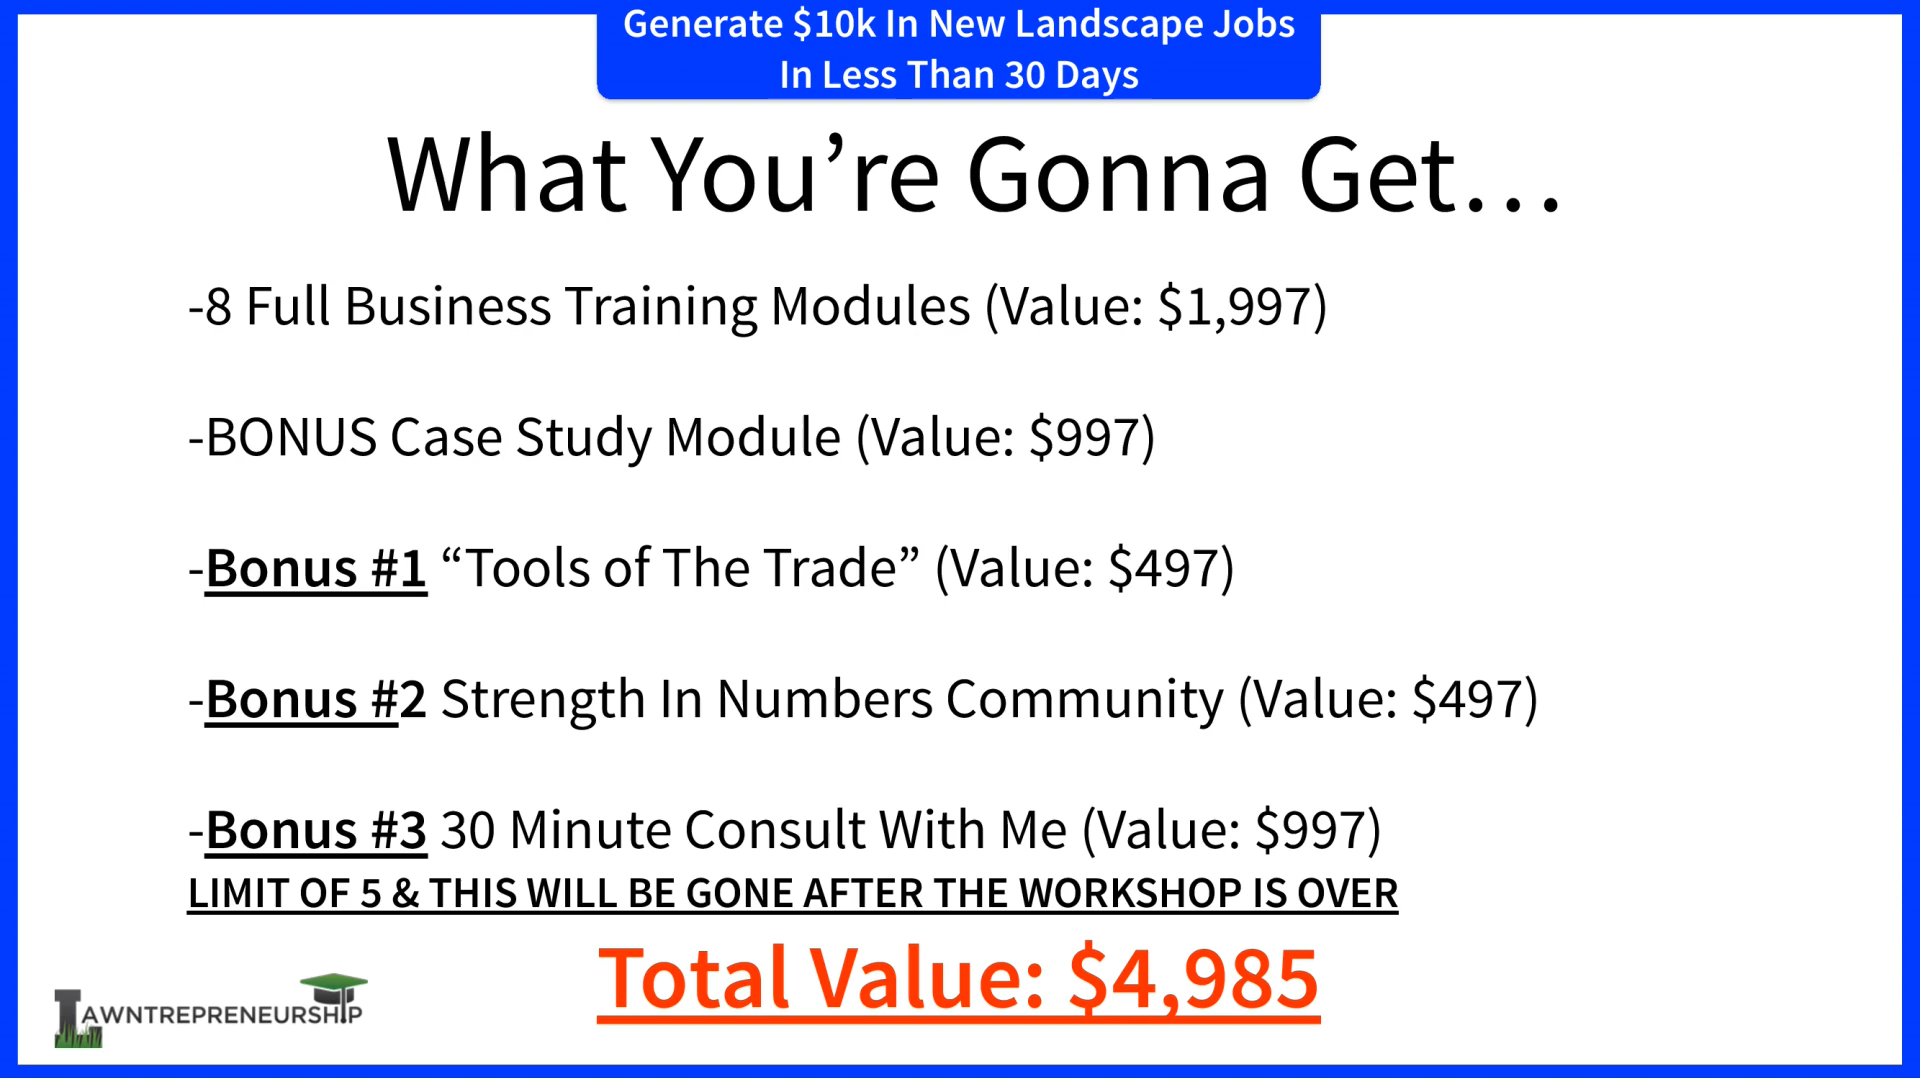 Generate $10k In New Landscape Jobs
In Less Than 30 Days
What You’re Gonna Get…
-8 Full Business Training Modules (Value: $1,997)
-BONUS Case Study Module (Value: $997)
-Bonus #1 “Tools of The Trade” (Value: $497)
-Bonus #2 Strength In Numbers Community (Value: $497)
-Bonus #3 30 Minute Consult With Me (Value: $997)
LIMIT OF 5 & THIS WILL BE GONE AFTER THE WORKSHOP IS OVER
Total Value: $4,985
LAWNTREPRENEURSHIP